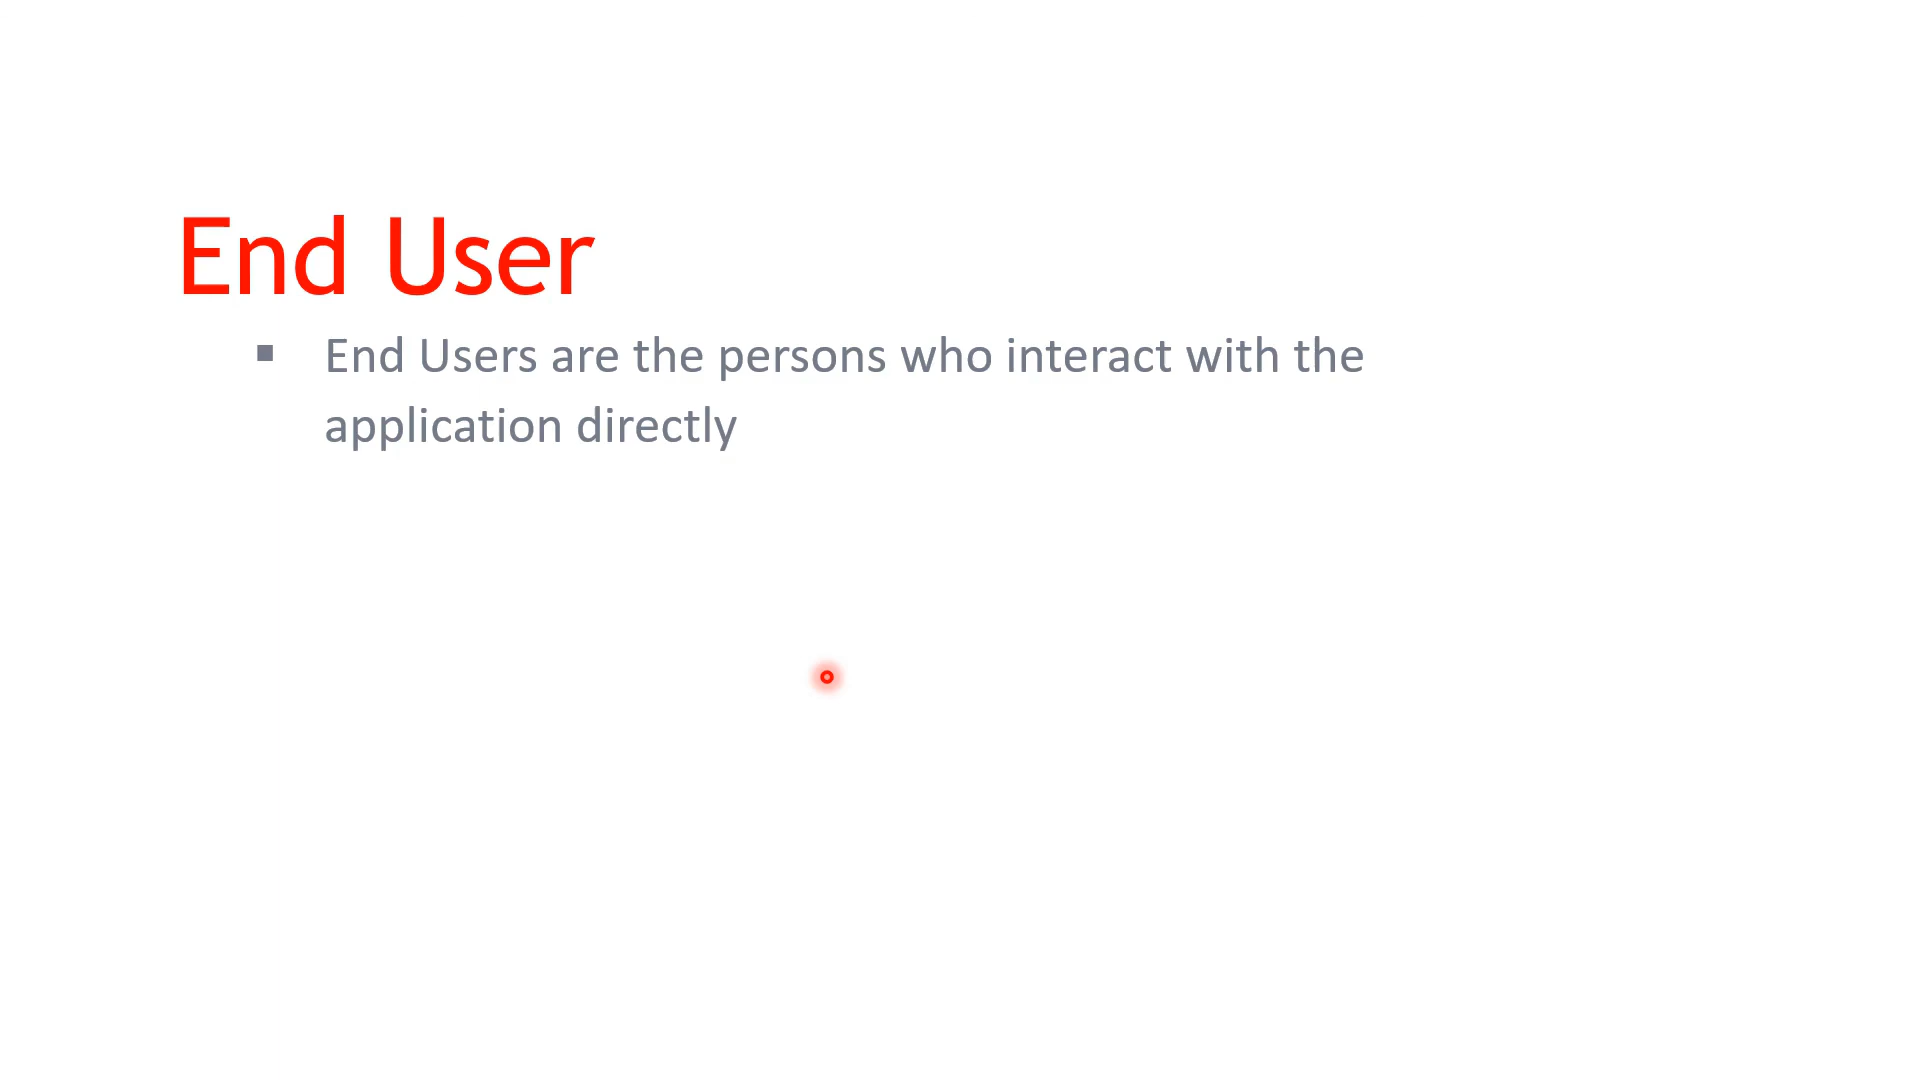 End User
▪ End Users are the persons who interact with the
application directly